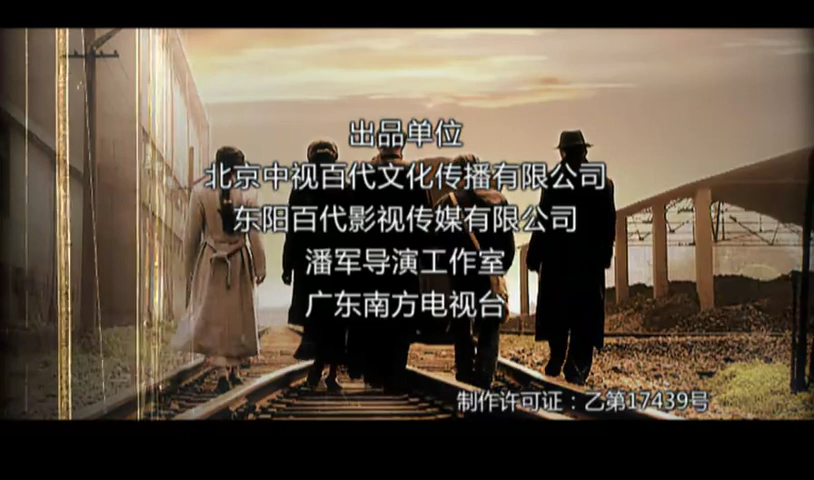 出品单位
北京中视百代文化传播有限公司
东阳百代影视传媒有限公司
潘军导演工作室
广东南方电视台
制作许可证：乙第17439号